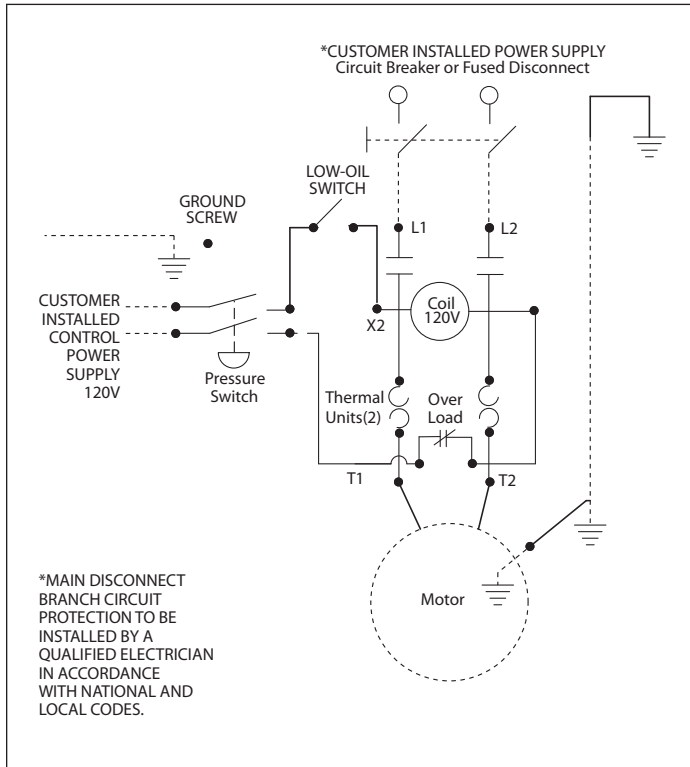 *CUSTOMER INSTALLED POWER SUPPLY
Circuit Breaker or Fused Disconnect
LOW-OIL
SWITCH
GROUND
SCREW
L1
L2
CUSTOMER
INSTALLED
CONTROL
POWER
SUPPLY
120V
Pressure
Switch
X2
Coil
120V
Thermal
Units(2)
Over
Load
T1
T2
Motor
*MAIN DISCONNECT
BRANCH CIRCUIT
PROTECTION TO BE
INSTALLED BY A
QUALIFIED ELECTRICIAN
IN ACCORDANCE
WITH NATIONAL AND
LOCAL CODES.